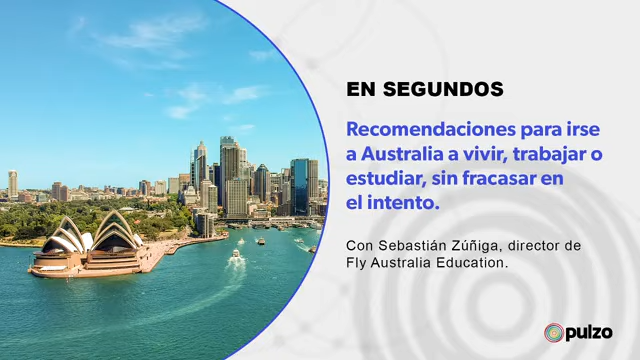 EN SEGUNDOS
Recomendaciones para irse
a Australia a vivir, trabajar o
estudiar, sin fracasar en
el intento.
Con Sebastián Zúñiga, director de
Fly Australia Education.
pulzo